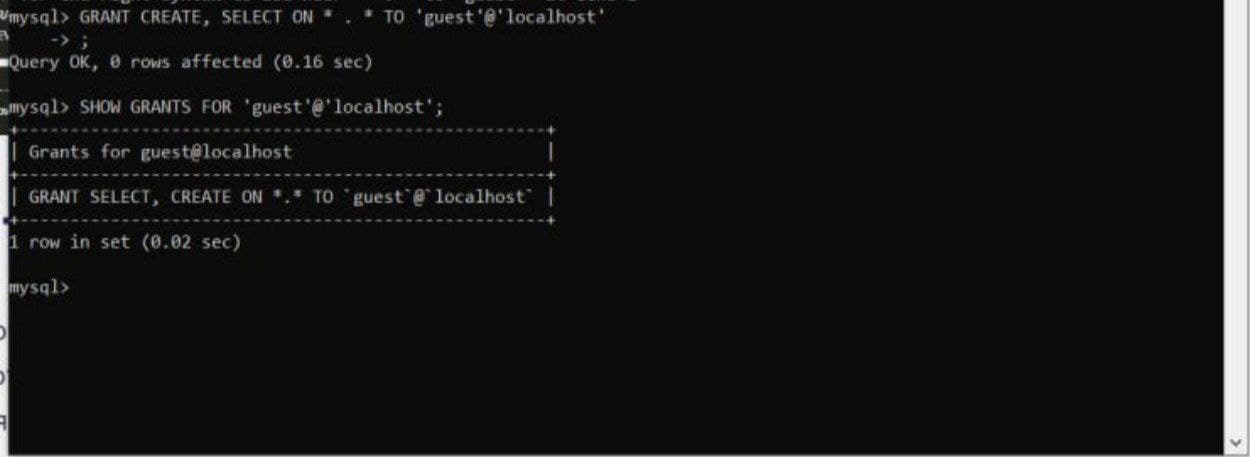 mysql> GRANT CREATE, SELECT ON * . * TO 'guest'@'localhost'
-> ;
Query OK, 0 rows affected (0.16 sec)
mysql> SHOW GRANTS FOR 'guest'@'localhost';
+----------------------------------------------------+
| Grants for guest@localhost                         |
+----------------------------------------------------+
| GRANT SELECT, CREATE ON *.* TO `guest`@`localhost` |
+----------------------------------------------------+
1 row in set (0.02 sec)
mysql>